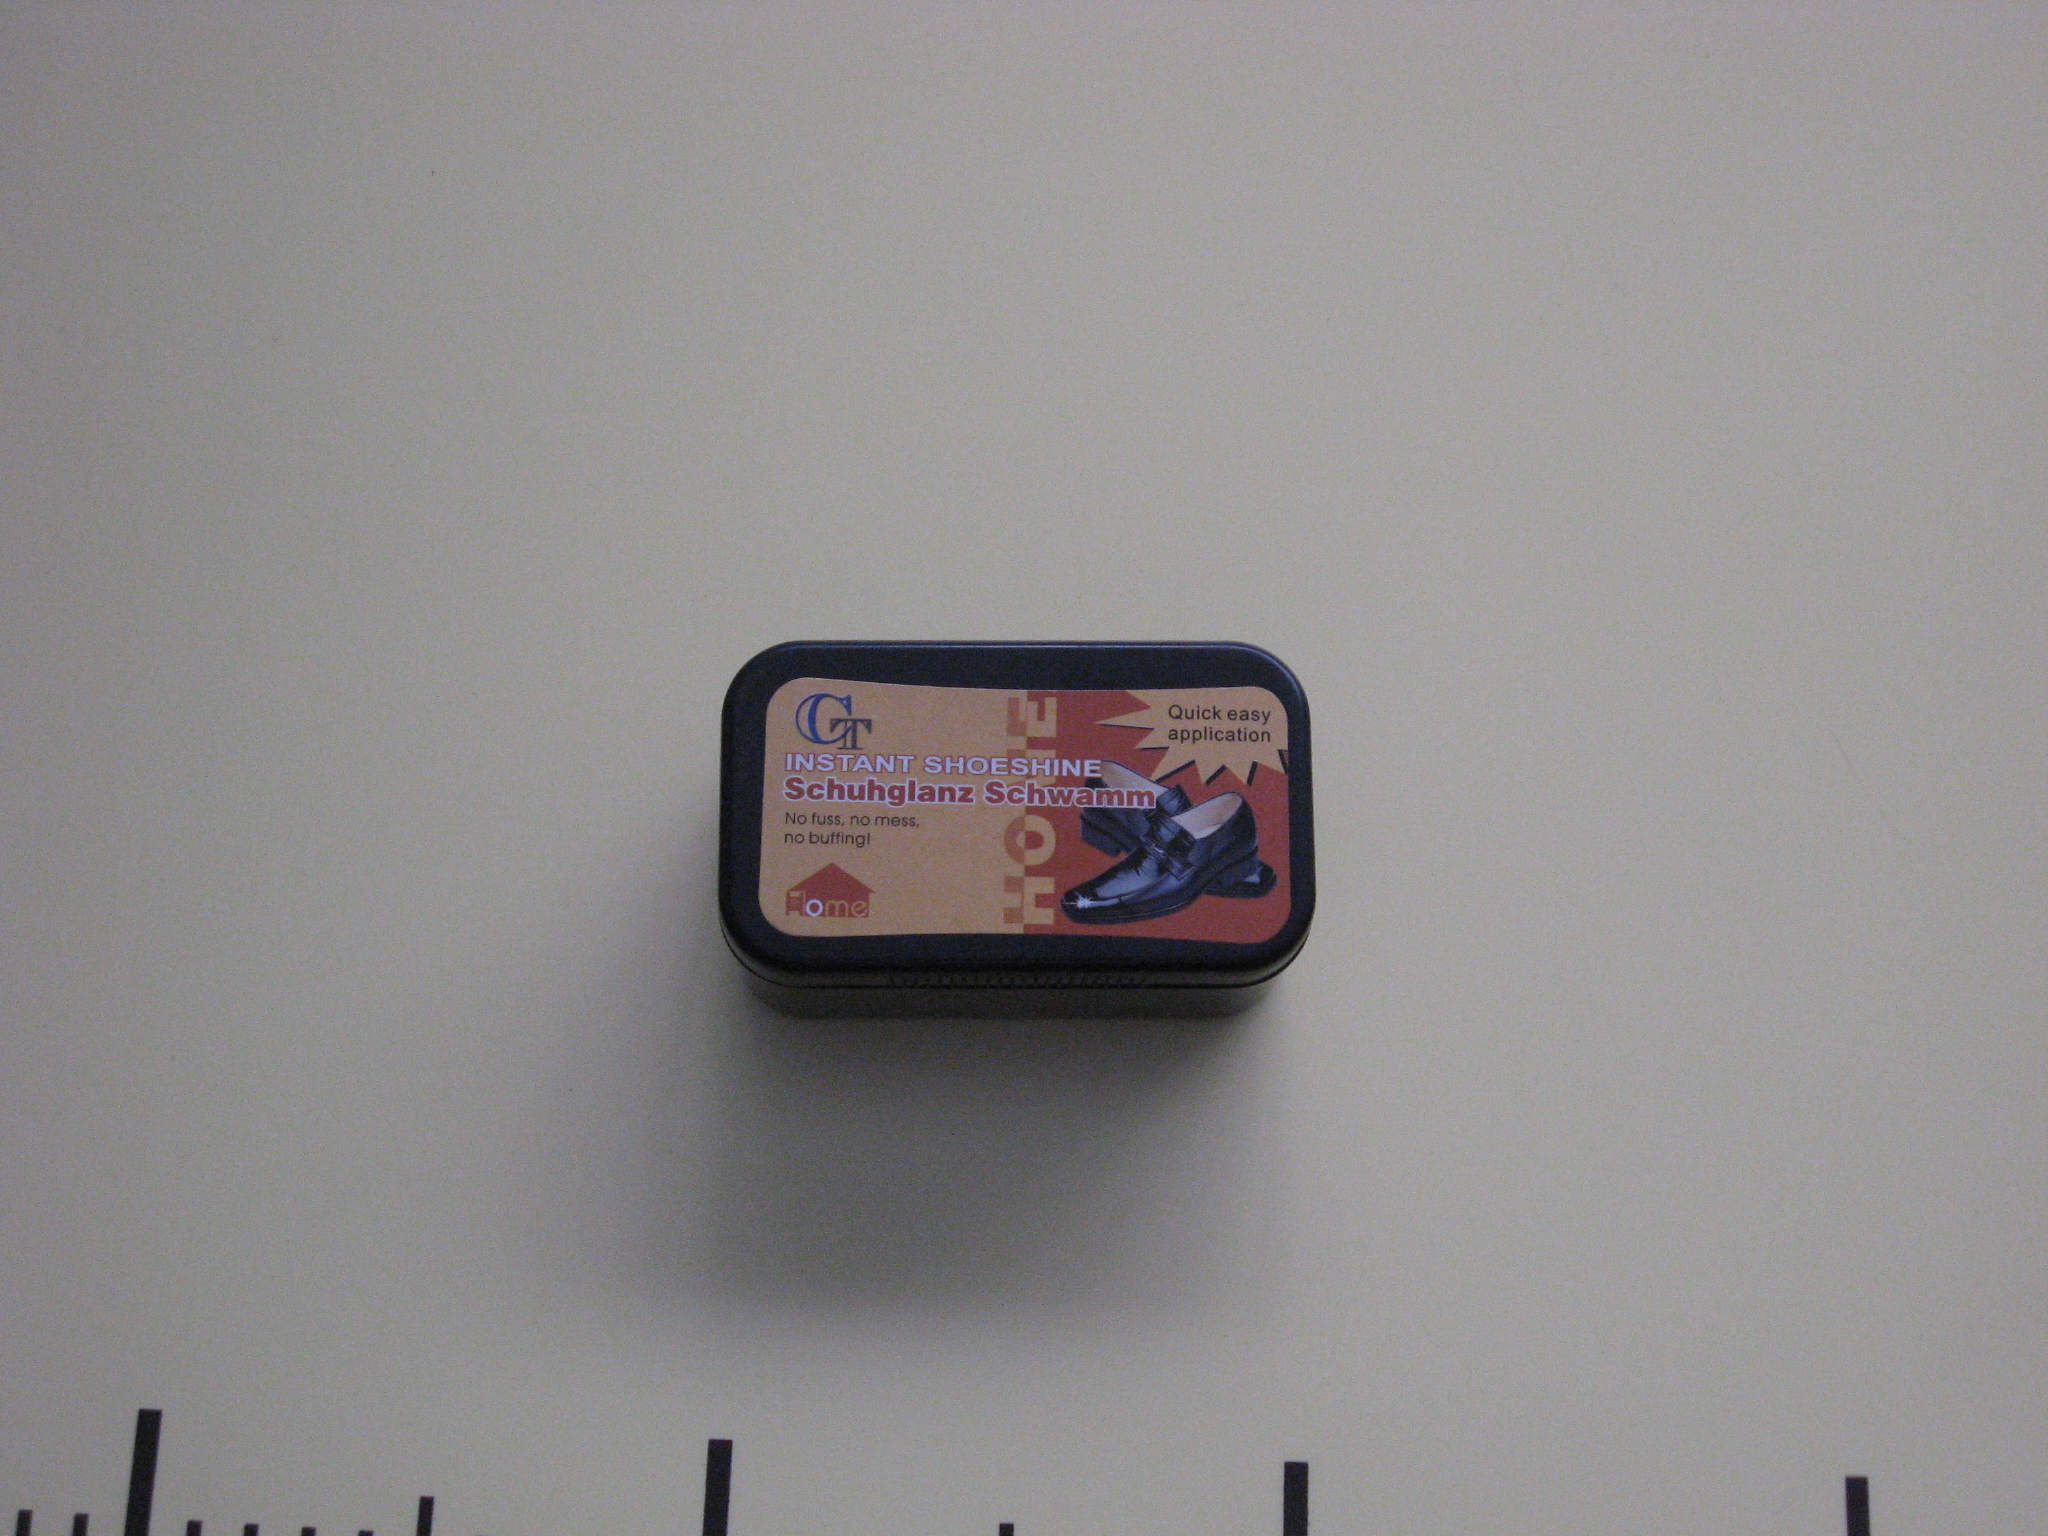 GT
INSTANT SHOESHINE
Schuhglanz Schwamm
No fuss, no mess,
no buffing!
Home
HOME
Quick easy
application